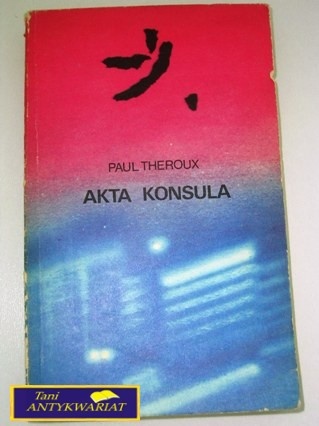 PAUL THEROUX
AKTA KONSULA
Tani
ANTYKWARIAT